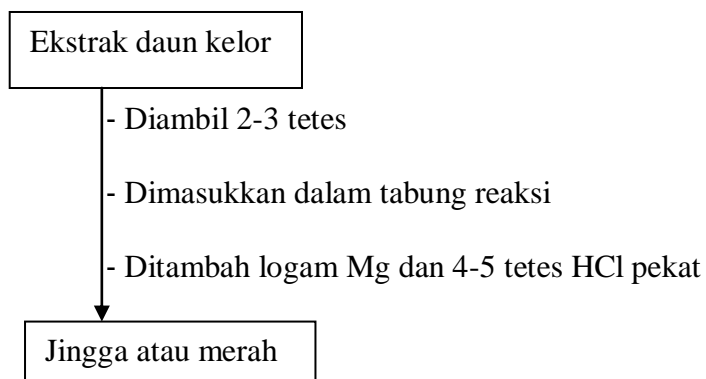 Ekstrak daun kelor
- Diambil 2-3 tetes
- Dimasukkan dalam tabung reaksi
- Ditambah logam Mg dan 4-5 tetes HCl pekat
Jingga atau merah